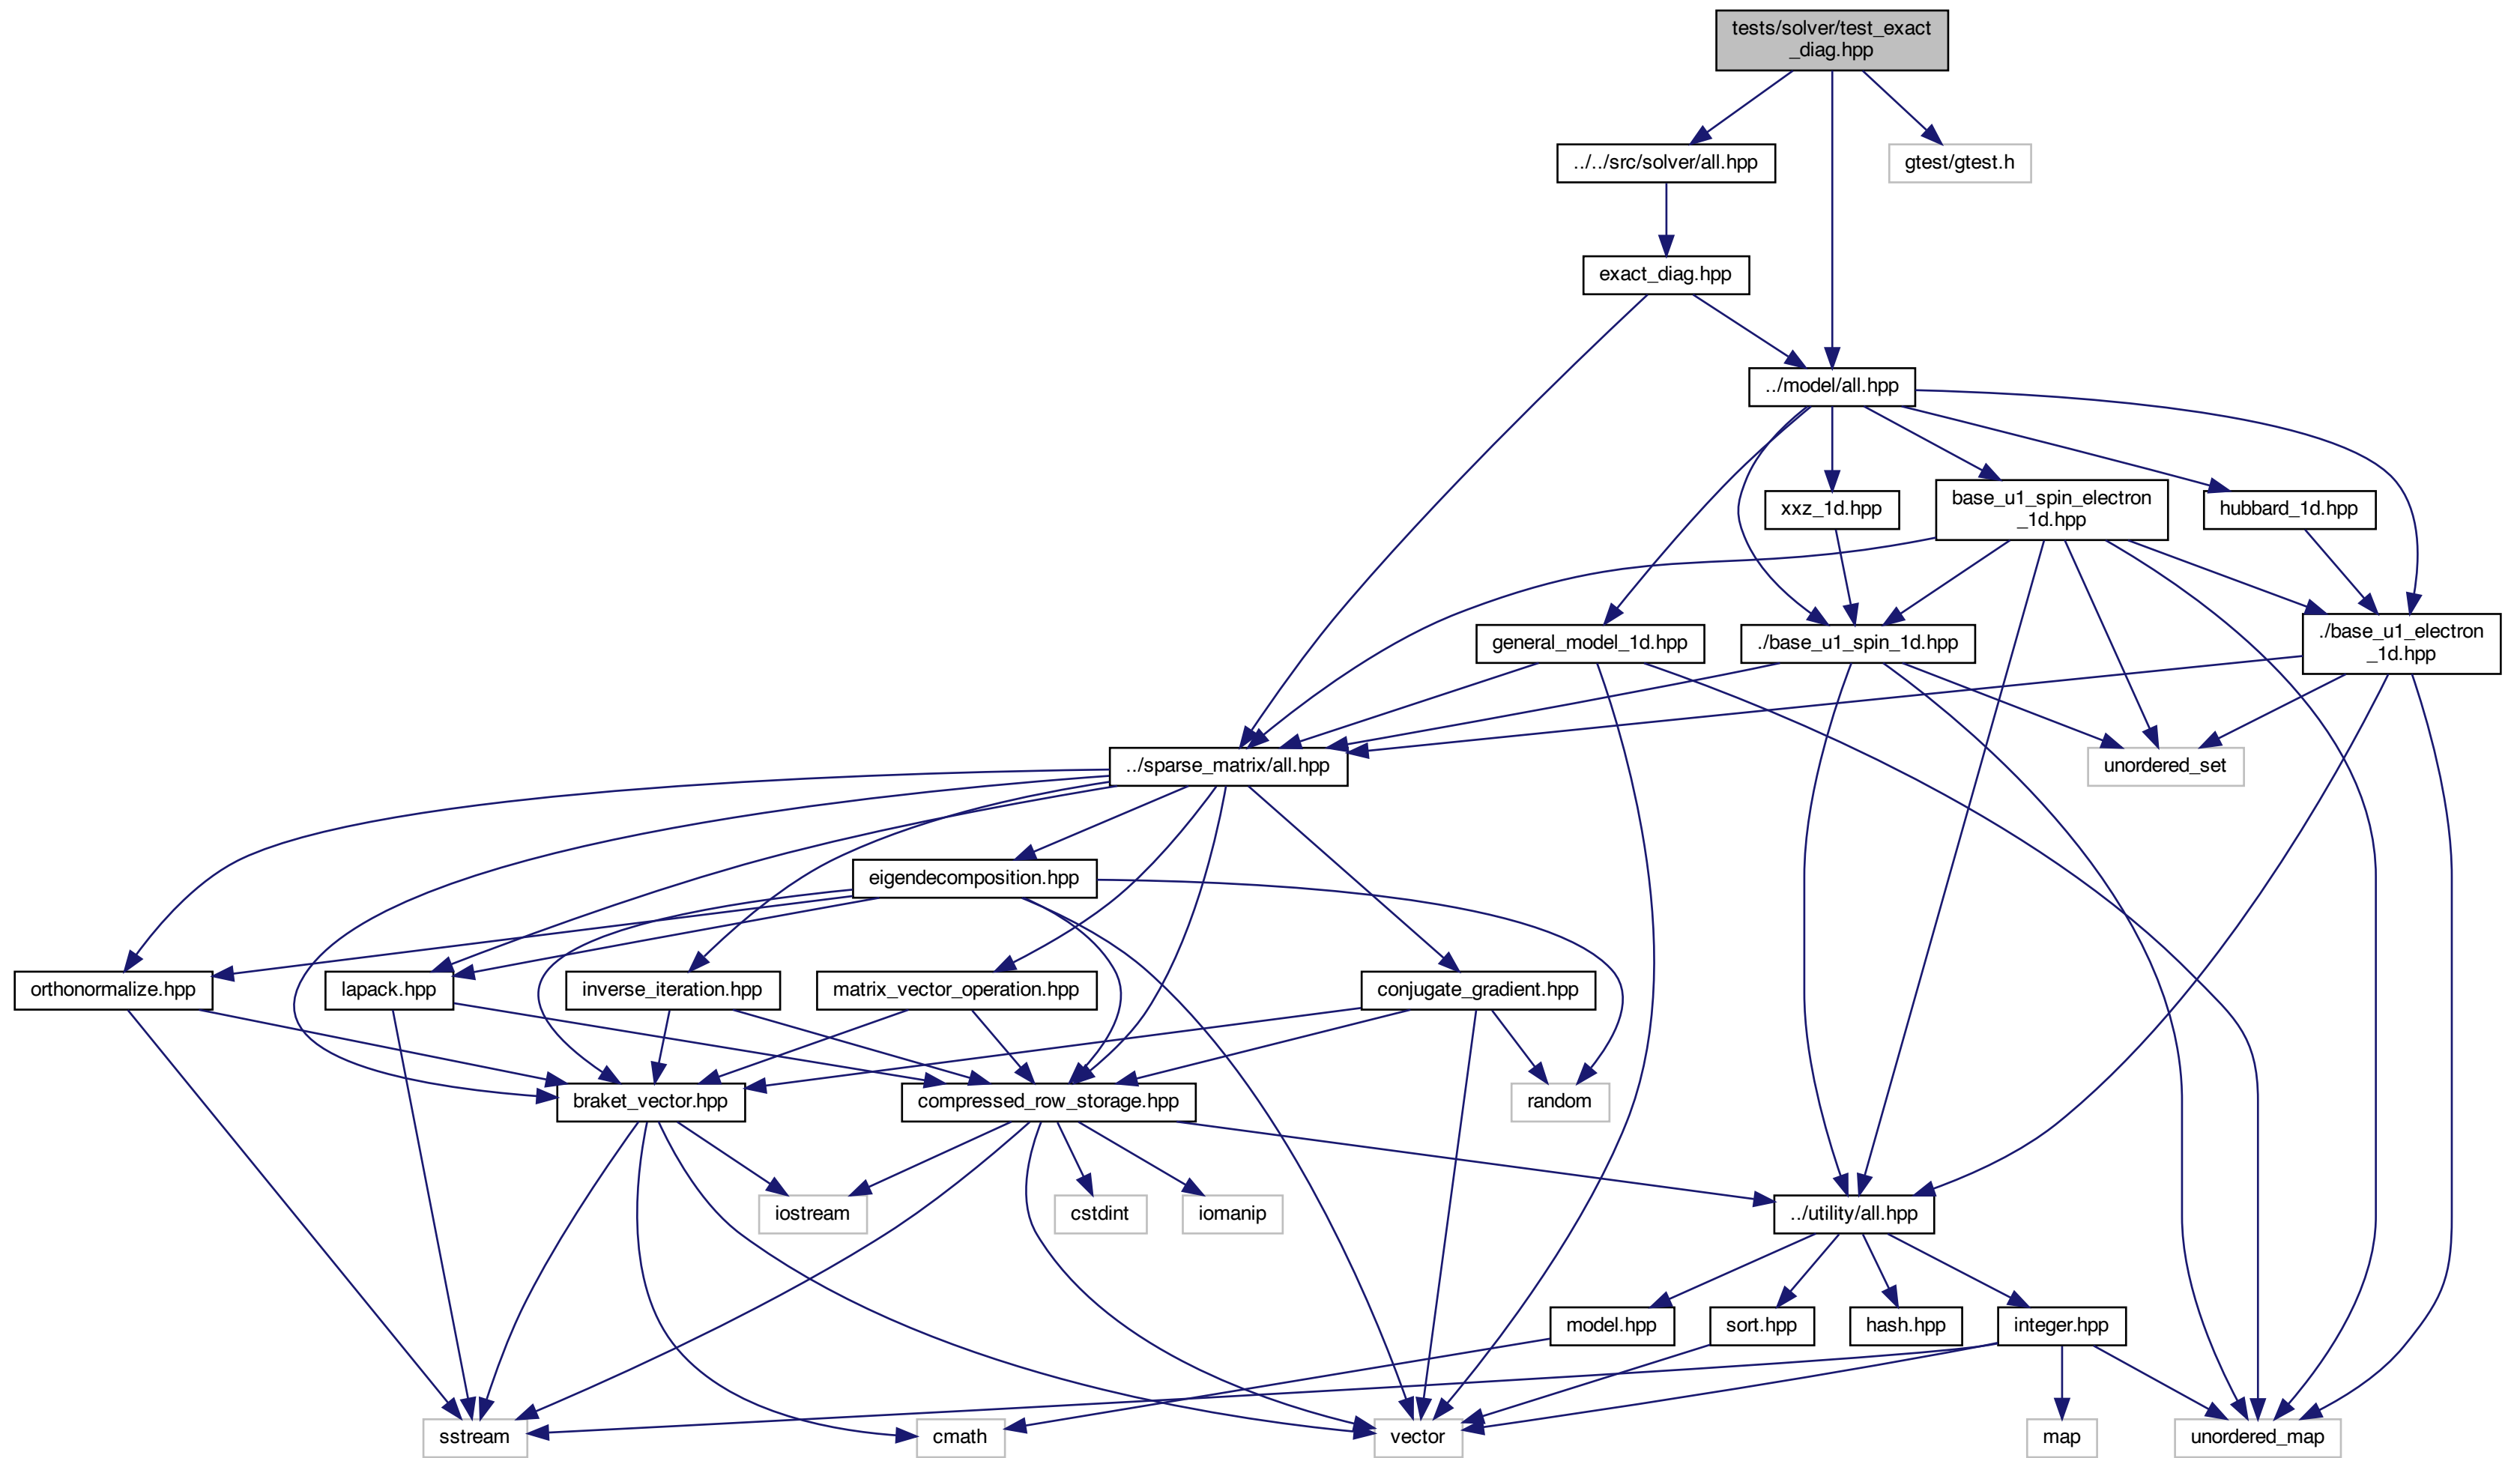 tests/solver/test_exact
_diag.hpp
../../src/solver/all.hpp
gtest/gtest.h
exact_diag.hpp
../model/all.hpp
xxz_1d.hpp
base_u1_spin_electron
_1d.hpp
hubbard_1d.hpp
general_model_1d.hpp
./base_u1_spin_1d.hpp
./base_u1_electron
_1d.hpp
../sparse_matrix/all.hpp
unordered_set
eigendecomposition.hpp
orthonormalize.hpp
lapack.hpp
inverse_iteration.hpp
matrix_vector_operation.hpp
conjugate_gradient.hpp
braket_vector.hpp
compressed_row_storage.hpp
random
iostream
cstdint
iomanip
../utility/all.hpp
model.hpp
sort.hpp
hash.hpp
integer.hpp
sstream
cmath
vector
map
unordered_map